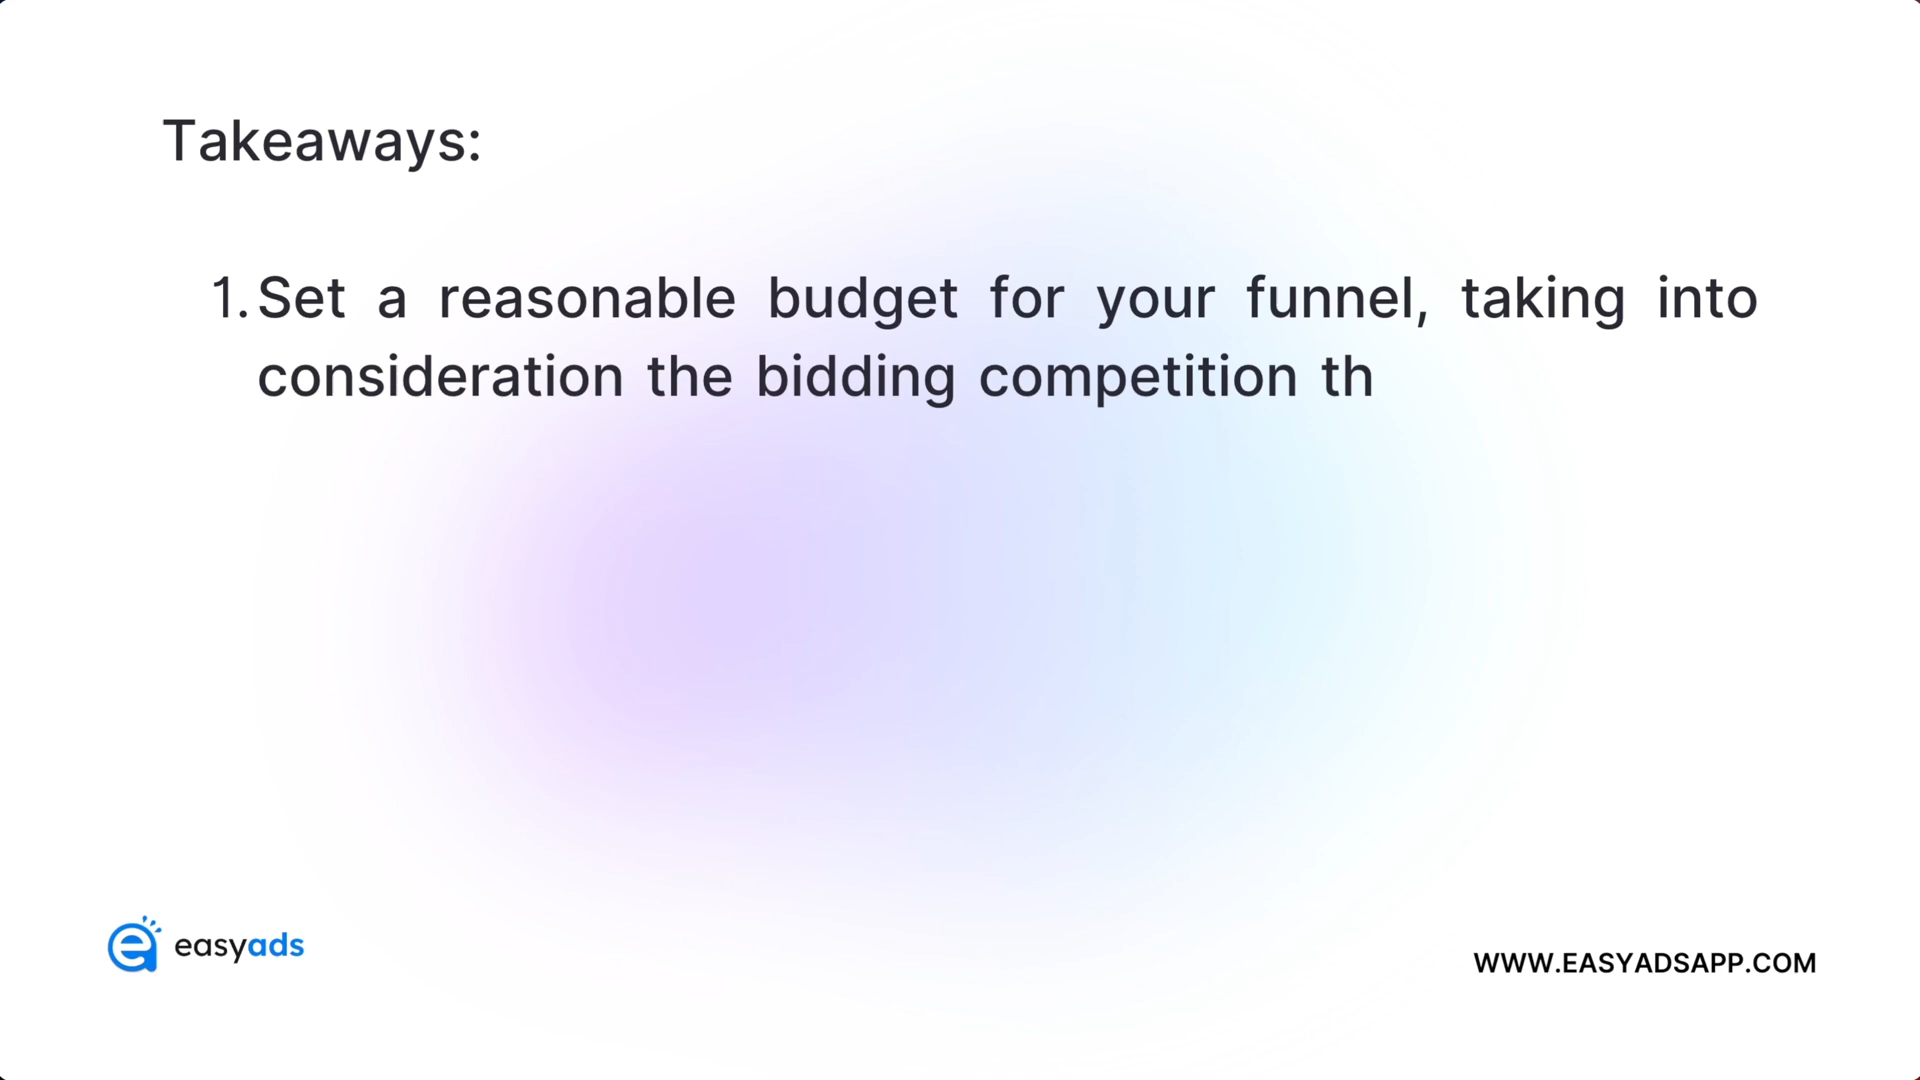 Takeaways:
1. Set a reasonable budget for your funnel, taking into
consideration the bidding competition th
easyads
WWW.EASYADSAPP.COM